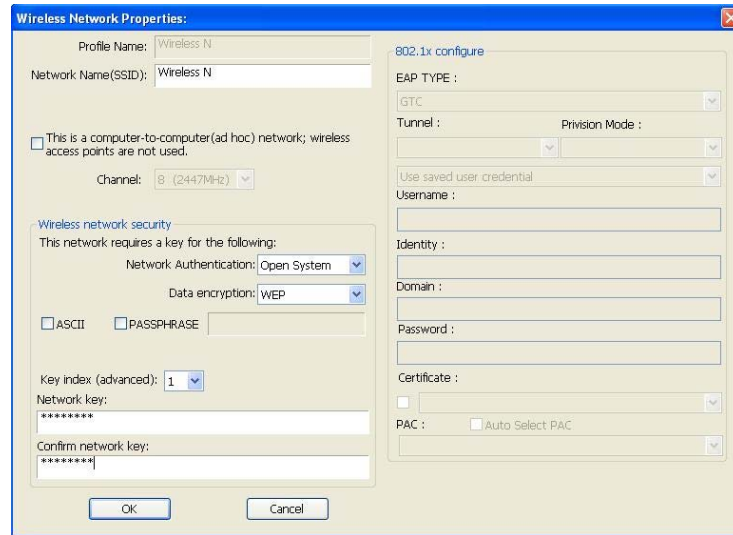 Wireless Network Properties:
Profile Name: Wireless N
Network Name(SSID): Wireless N
This is a computer-to-computer(ad hoc) network; wireless
access points are not used.
Channel: 8 (2447MHz)
Wireless network security
This network requires a key for the following:
Network Authentication: Open System
Data encryption: WEP
ASCII PASSPHRASE
Key index (advanced): 1
Network key:
********
Confirm network key:
********
OK Cancel
802.1x configure
EAP TYPE :
GTC
Tunnel : Privision Mode :
Use saved user credential
Username :
Identity :
Domain :
Password :
Certificate :
PAC : Auto Select PAC